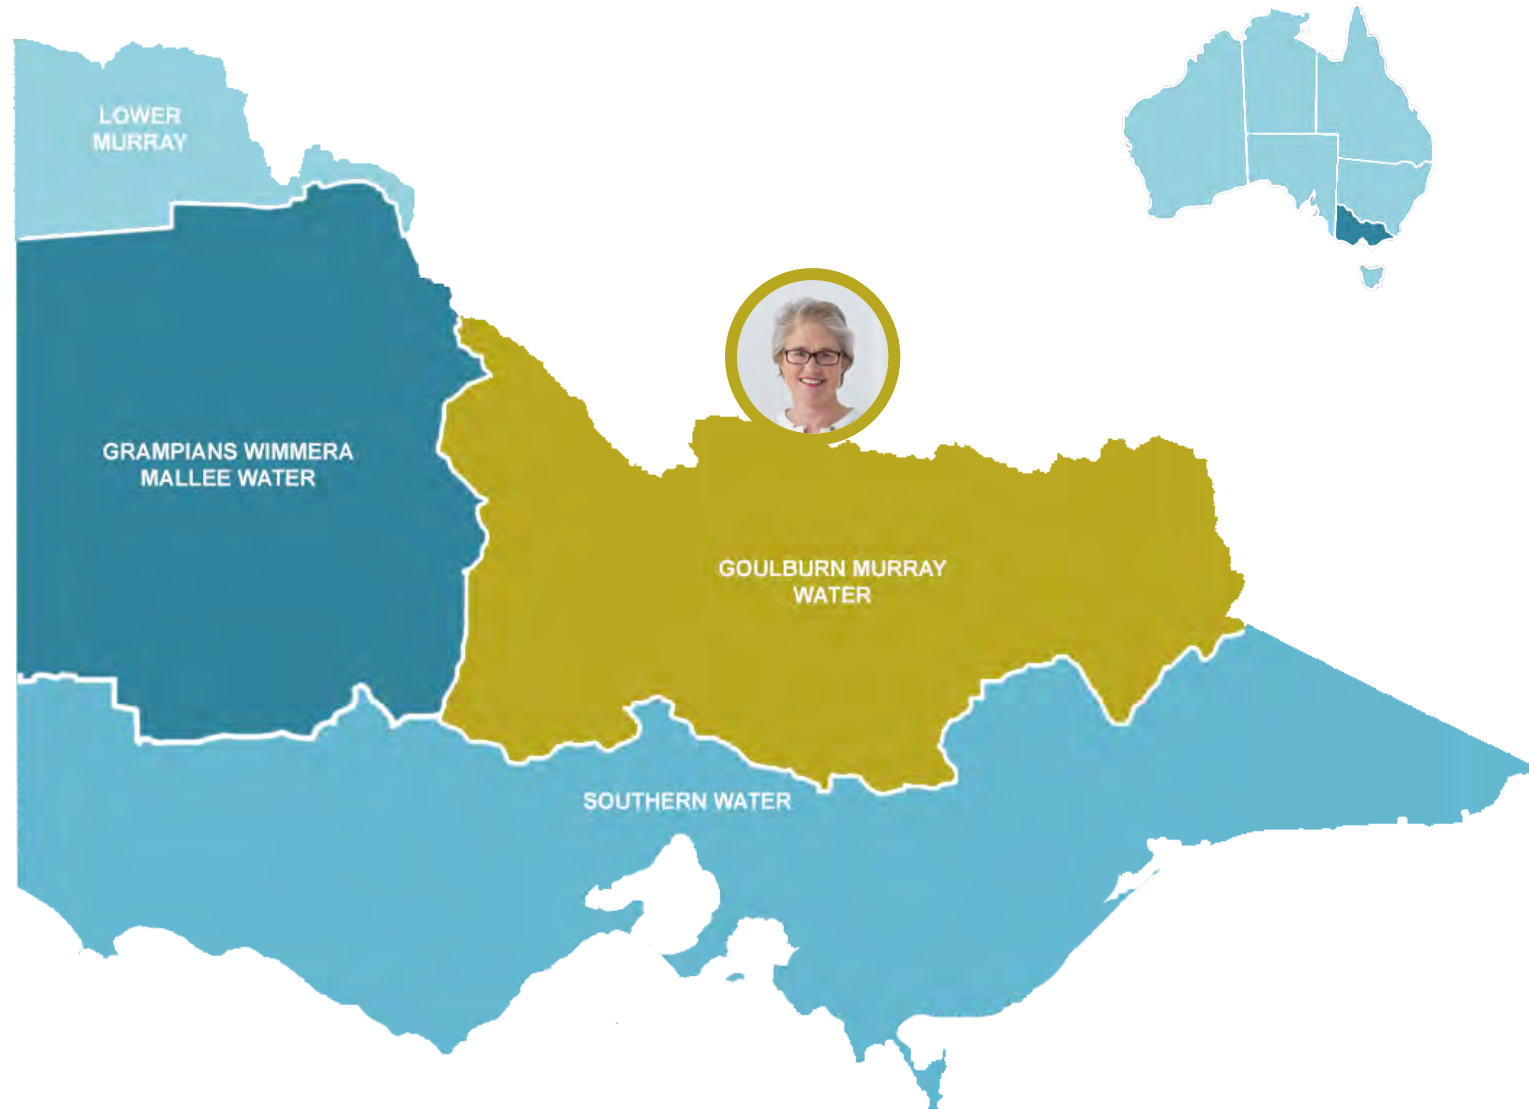 LOWER
MURRAY
GRAMPIANS WIMMERA
MALLEE WATER
GOULBURN MURRAY
WATER
SOUTHERN WATER